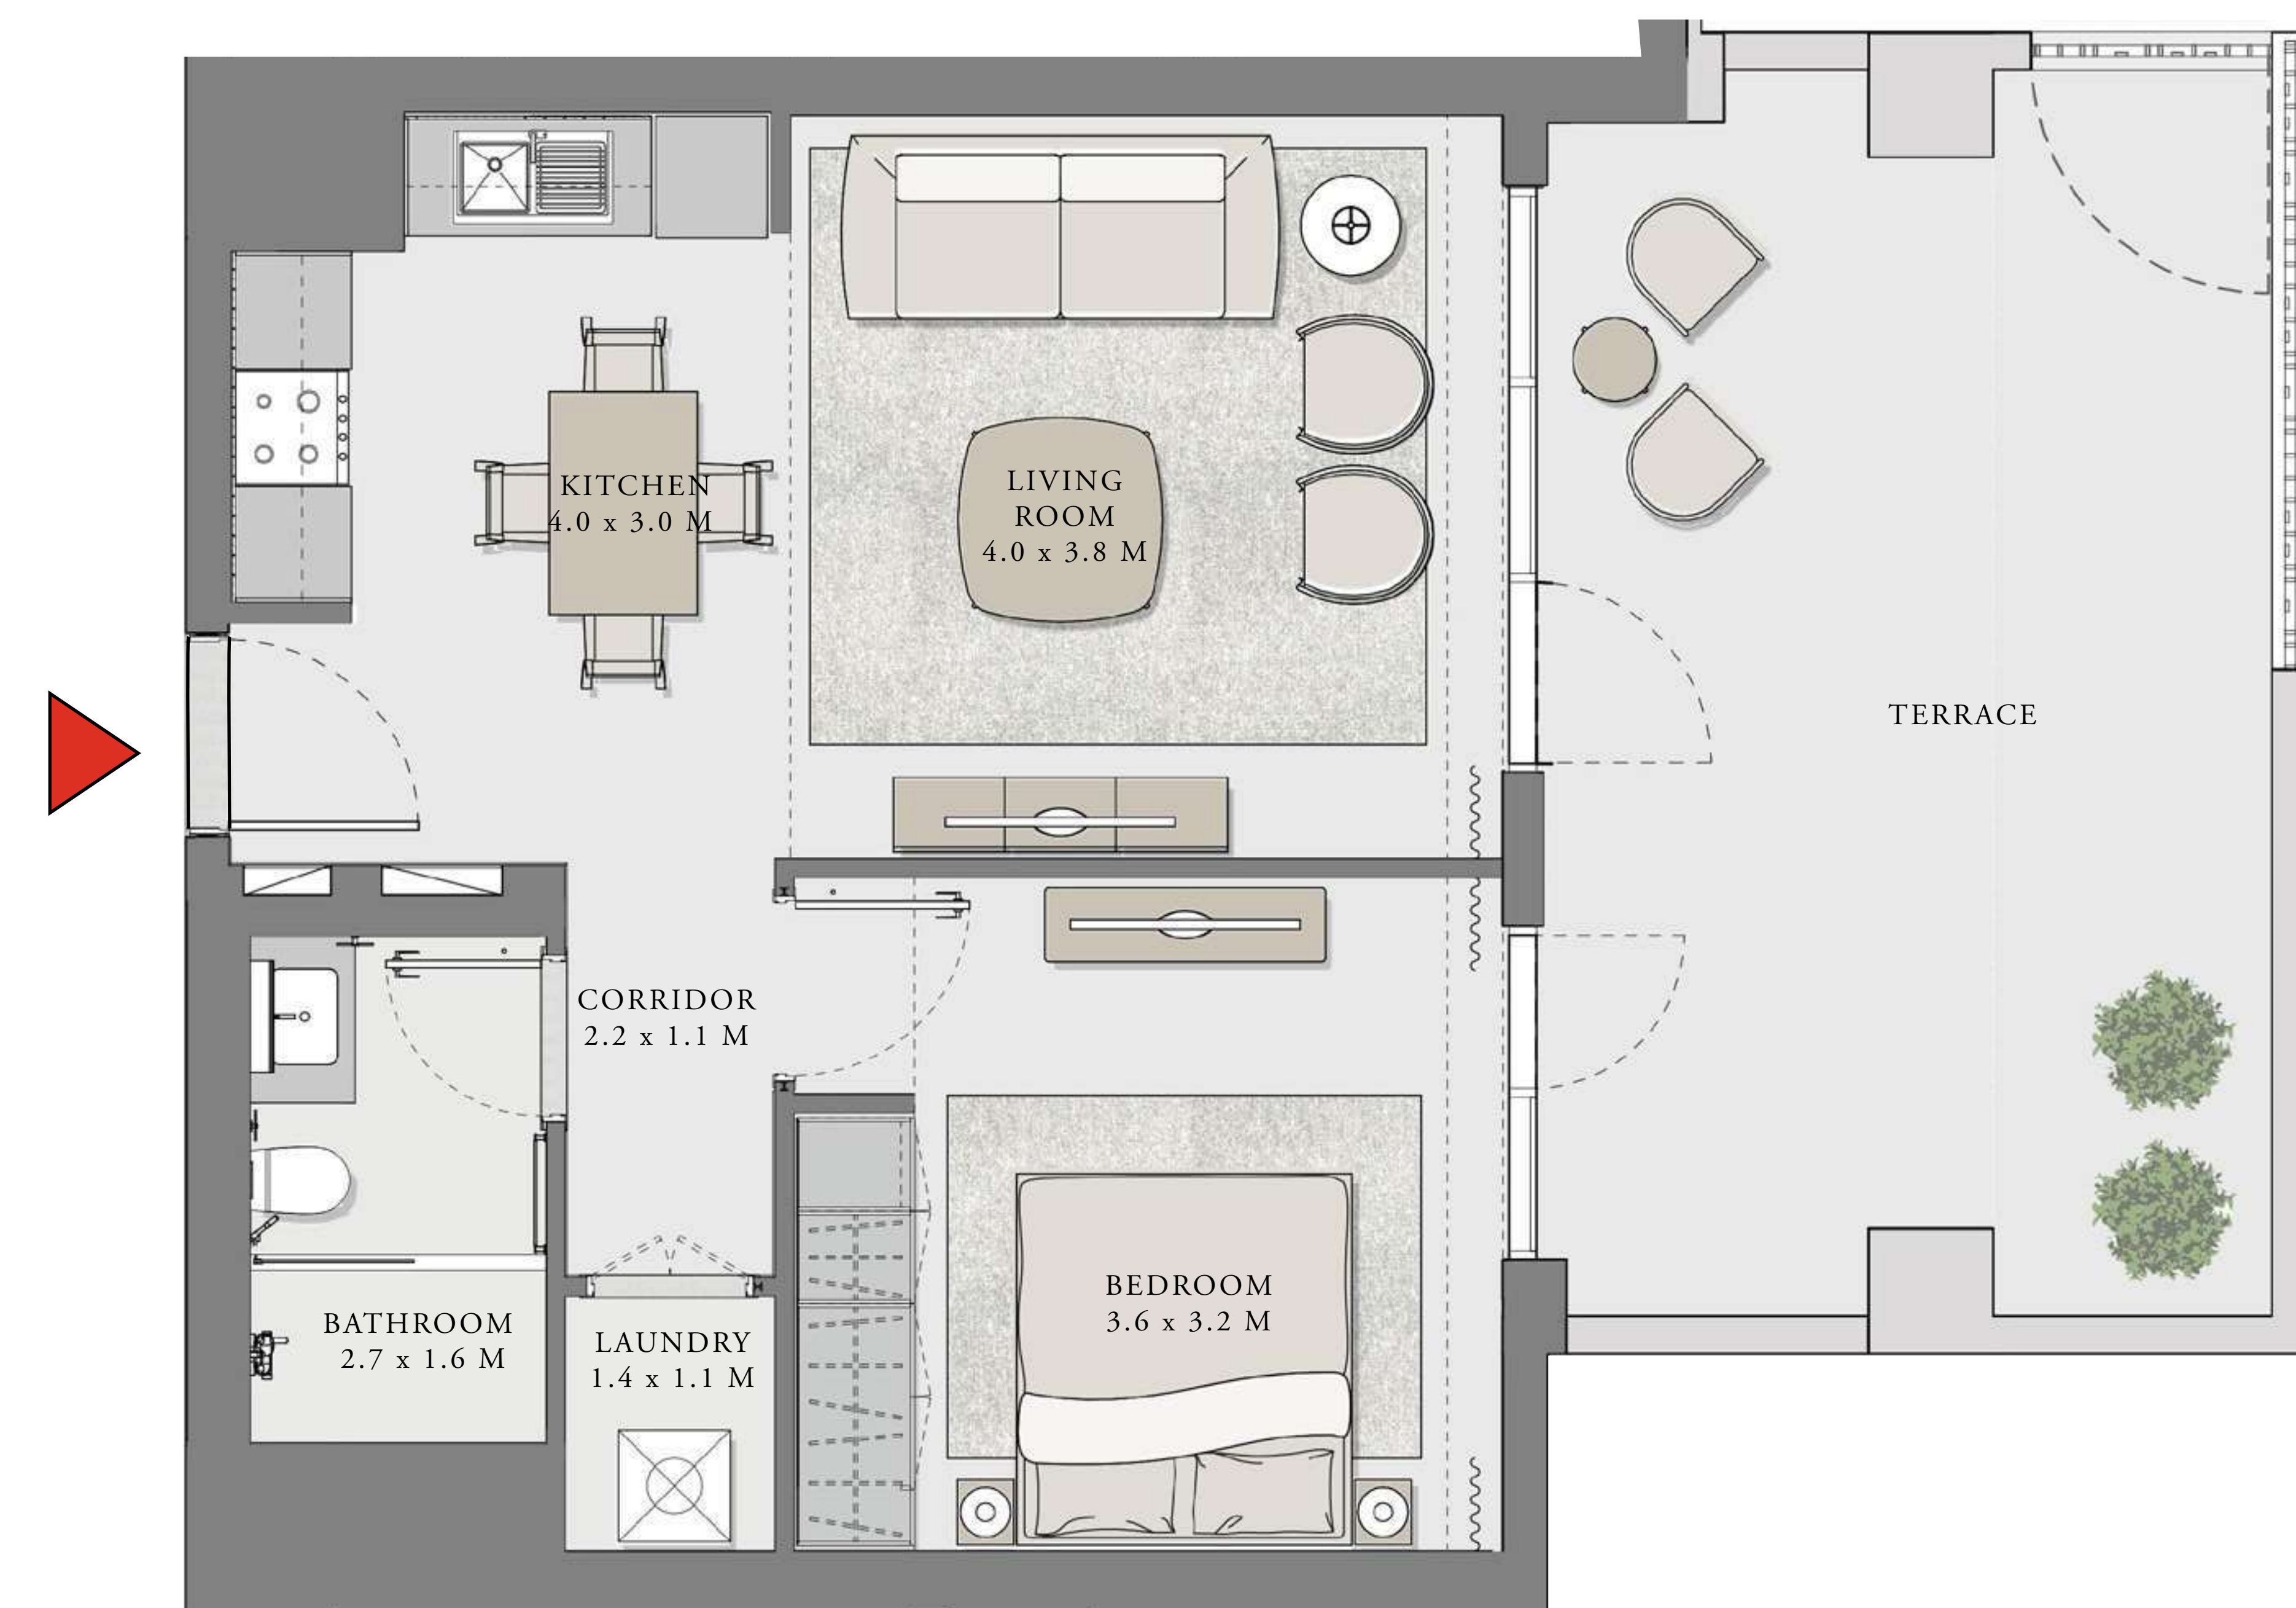 KITCHEN
4.0 x 3.0 M
LIVING
ROOM
4.0 x 3.8 M
TERRACE
CORRIDOR
2.2 x 1.1 M
BEDROOM
3.6 x 3.2 M
BATHROOM
2.7 x 1.6 M
LAUNDRY
1.4 x 1.1 M